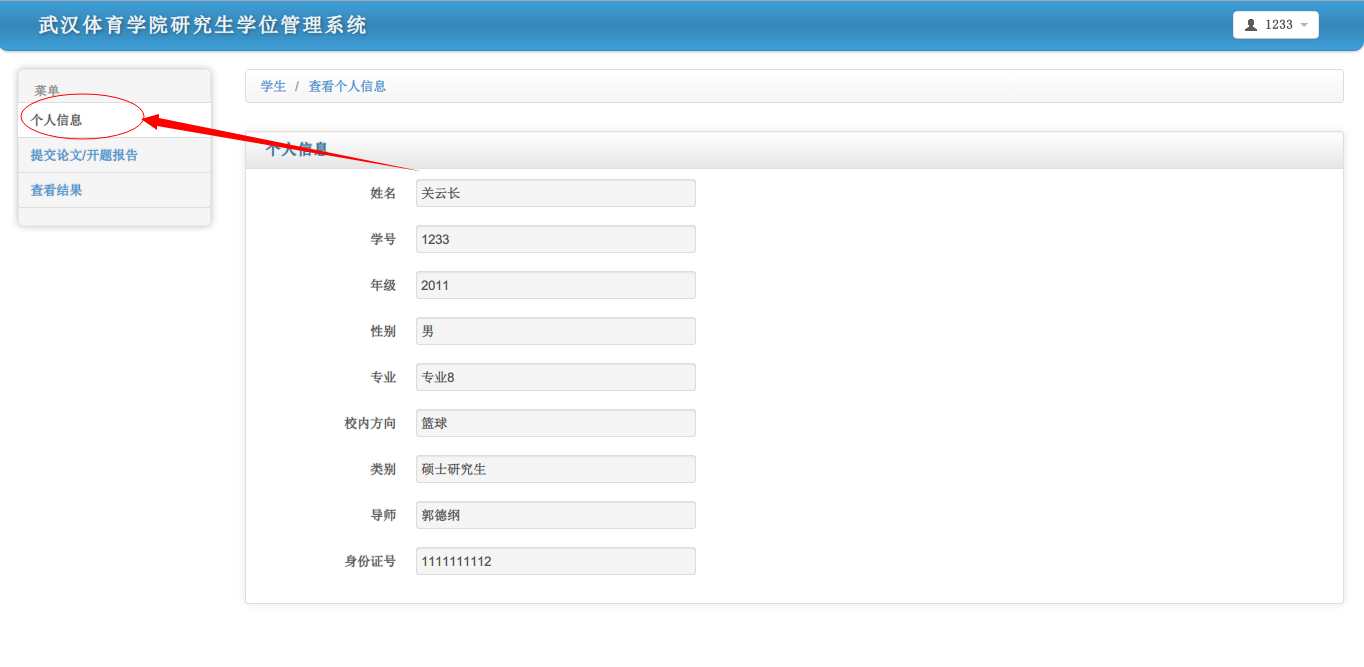 武汉体育学院研究生学位管理系统
1233
菜单
个人信息
提交论文/开题报告
查看结果
学生 / 查看个人信息
个人信息
姓名 关云长
学号 1233
年级 2011
性别 男
专业 专业8
校内方向 篮球
类别 硕士研究生
导师 郭德纲
身份证号 1111111112